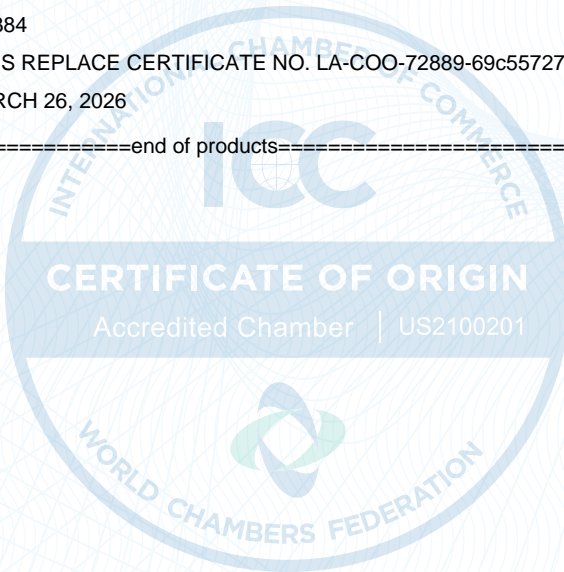 384
S REPLACE CERTIFICATE NO. LA-COO-72889-69c55727
RCH 26, 2026
===========end of products=======================
INTERNATIONAL CHAMBER OF COMMERCE
ICC
CERTIFICATE OF ORIGIN
Accredited Chamber | US2100201
WORLD CHAMBERS FEDERATION